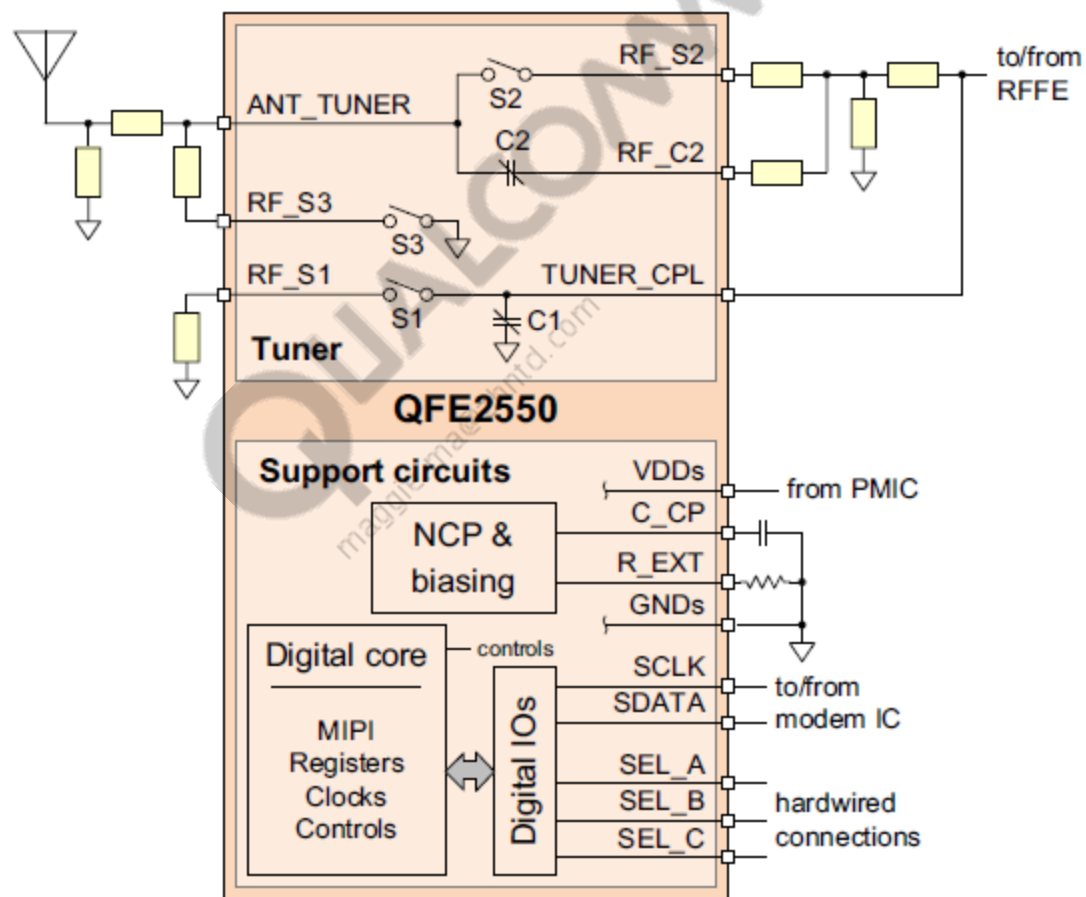 RF_S2
to/from
RFFE
ANT_TUNER
S2
C2
RF_C2
RF_S3
S3
RF_S1
TUNER_CPL
S1
C1
Tuner
QFE2550
Support circuits
VDDs
from PMIC
NCP &
biasing
C_CP
R_EXT
GNDs
Digital core
controls
MIPI
Registers
Clocks
Controls
Digital IOs
SCLK
to/from
SDATA
modem IC
SEL_A
SEL_B
hardwired
SEL_C
connections